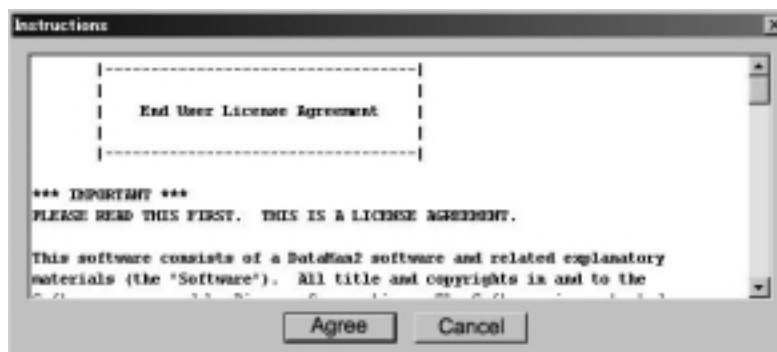 Instructions
|---------------------------------|
| |
| End User License Agreement |
| |
|---------------------------------|
*** IMPORTANT ***
PLEASE READ THIS FIRST. THIS IS A LICENSE AGREEMENT.
This software consists of a DataMan2 software and related explanatory
materials (the "Software"). All title and copyrights in and to the
Agree Cancel